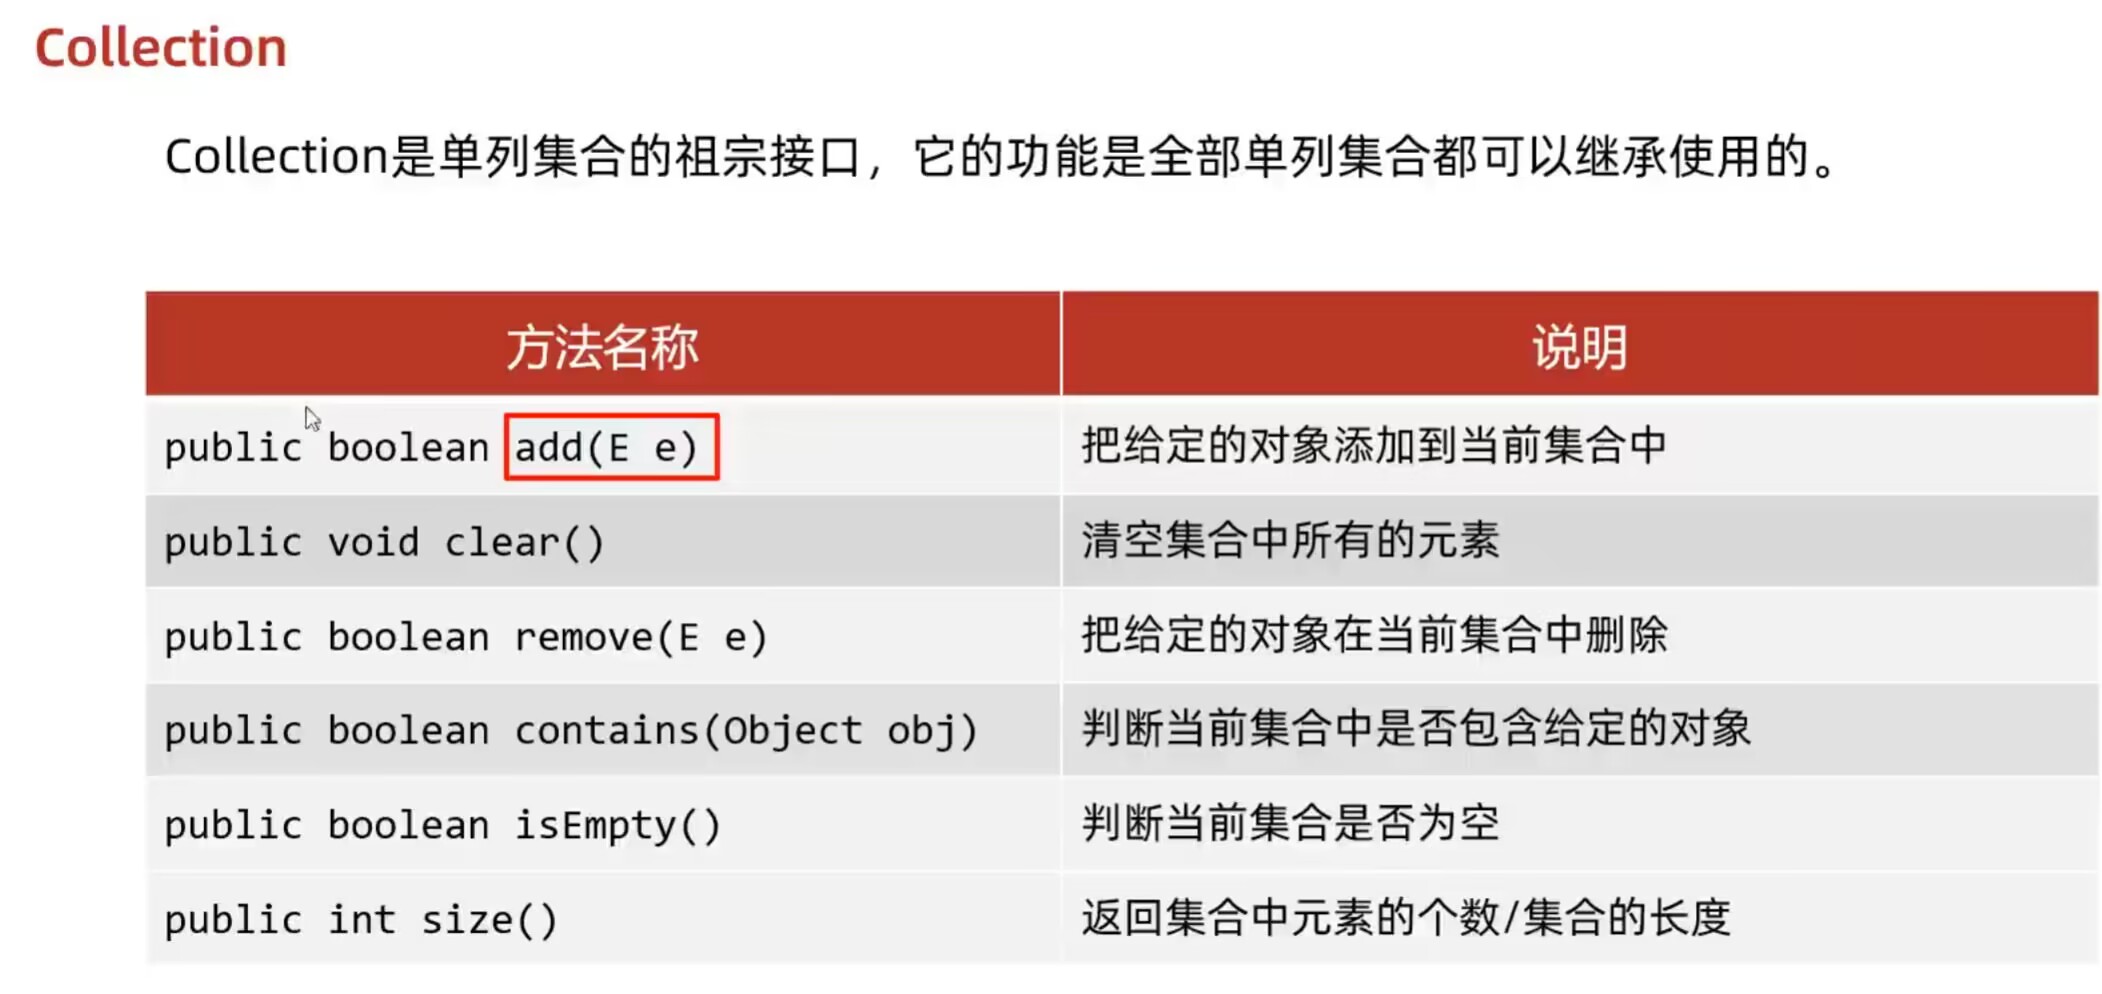 Collection
Collection是单列集合的祖宗接口，它的功能是全部单列集合都可以继承使用的。
方法名称 说明
public boolean add(E e) 把给定的对象添加到当前集合中
public void clear() 清空集合中所有的元素
public boolean remove(E e) 把给定的对象在当前集合中删除
public boolean contains(Object obj) 判断当前集合中是否包含给定的对象
public boolean isEmpty() 判断当前集合是否为空
public int size() 返回集合中元素的个数/集合的长度